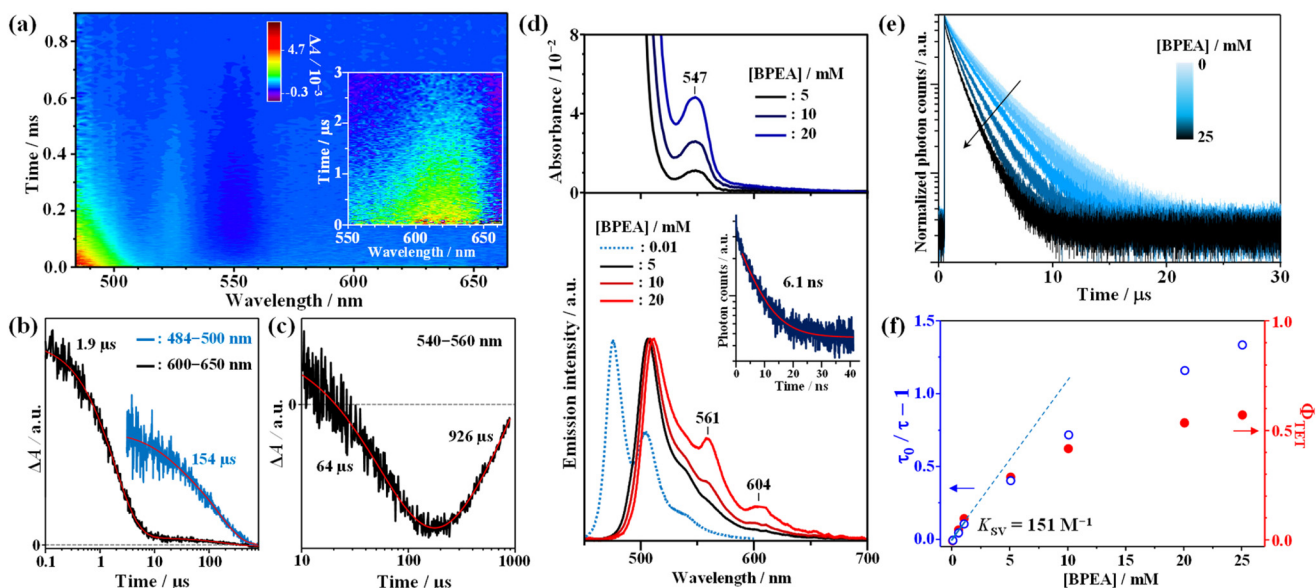 (a)
0.8
0.6
0.4
0.2
0.0
Time / ms
4.7
−0.3
ΔA / 10⁻³
3
2
1
0
Time / μs
550 600 650
Wavelength / nm
500 550 600 650
Wavelength / nm
(b)
1.9 μs
: 484−500 nm
: 600−650 nm
154 μs
0
ΔA / a.u.
0.1 1 10 100
Time / μs
(c)
540−560 nm
0
64 μs
926 μs
ΔA / a.u.
10 100 1000
Time / μs
(d)
8
4
0
Absorbance / 10⁻²
547
[BPEA] / mM
: 5
: 10
: 20
[BPEA] / mM
: 0.01
: 5
: 10
: 20
6.1 ns
Photon counts / a.u.
0 10 20 30 40
Time / ns
561
604
Emission intensity / a.u.
500 600 700
Wavelength / nm
(e)
[BPEA] / mM
0
25
Normalized photon counts / a.u.
0 10 20 30
Time / μs
(f)
1.5
1.0
0.5
0.0
τ₀ / τ − 1
1.0
0.5
0.0
Φ_TET
K_SV = 151 M⁻¹
0 5 10 15 20 25
[BPEA] / mM